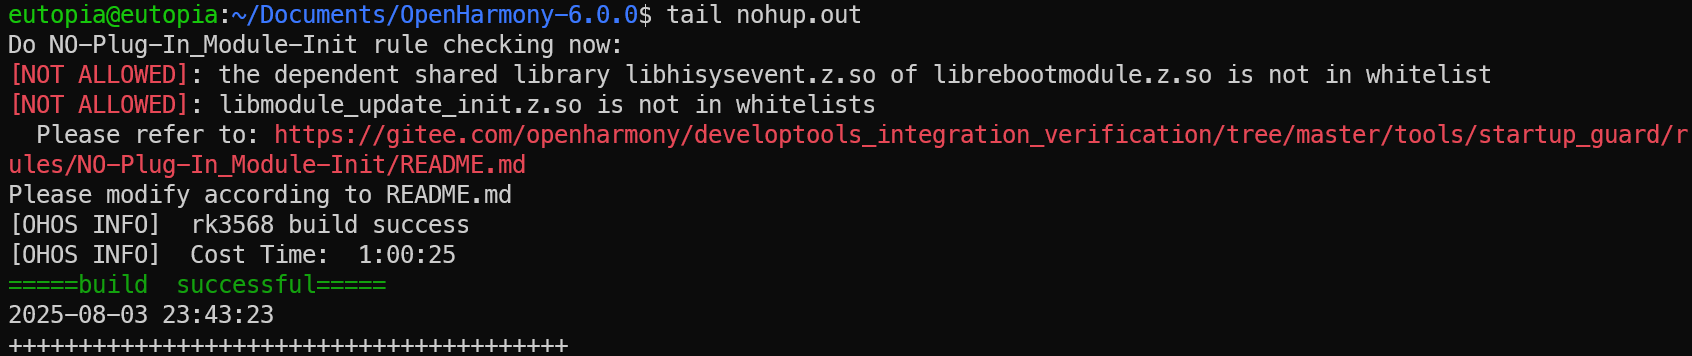 eutopia@eutopia:~/Documents/OpenHarmony-6.0.0$ tail nohup.out
Do NO-Plug-In_Module-Init rule checking now:
[NOT ALLOWED]: the dependent shared library libhisysevent.z.so of librebootmodule.z.so is not in whitelist
[NOT ALLOWED]: libmodule_update_init.z.so is not in whitelists
  Please refer to: https://gitee.com/openharmony/developtools_integration_verification/tree/master/tools/startup_guard/r
ules/NO-Plug-In_Module-Init/README.md
Please modify according to README.md
[OHOS INFO]  rk3568 build success
[OHOS INFO]  Cost Time:  1:00:25
=====build  successful=====
2025-08-03 23:43:23
++++++++++++++++++++++++++++++++++++++++